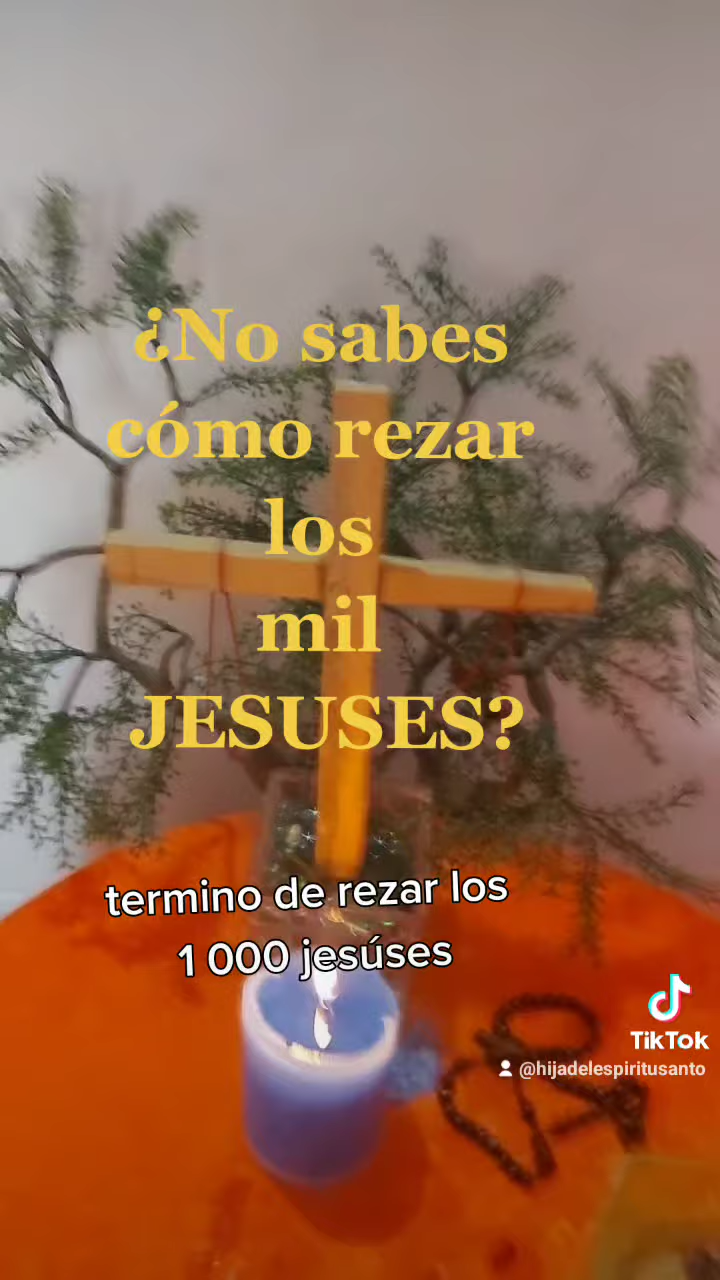 ¿No sabes
cómo rezar
los
mil
JESUSES?
termino de rezar los
1 000 jesúses
TikTok
@hijadelespiritusanto